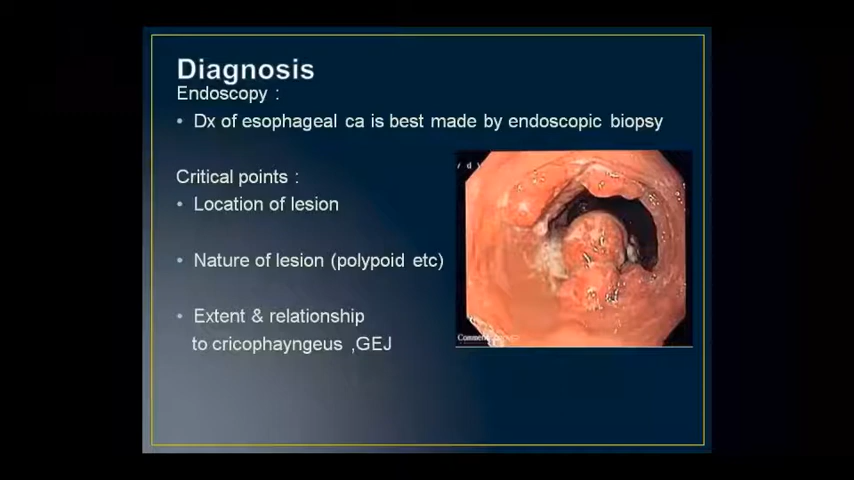 Diagnosis
Endoscopy :
• Dx of esophageal ca is best made by endoscopic biopsy
Critical points :
• Location of lesion
• Nature of lesion (polypoid etc)
• Extent & relationship
to cricophayngeus ,GEJ